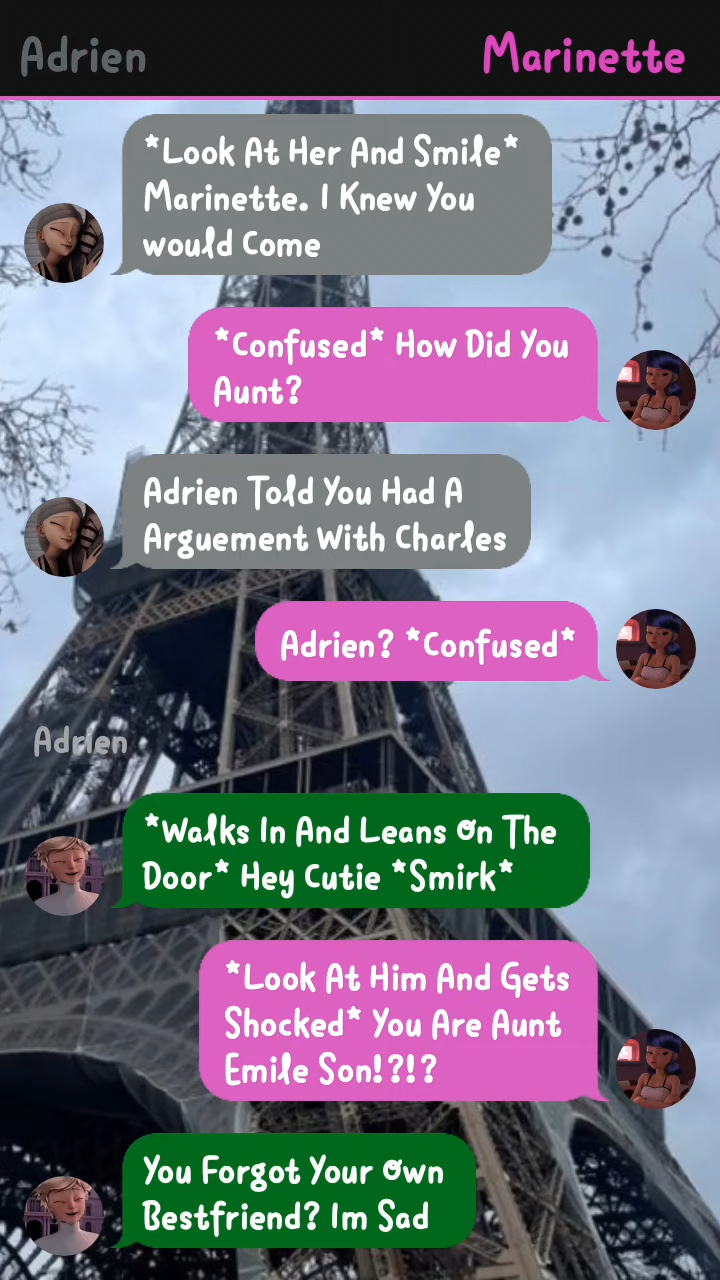 Adrien
Marinette
*Look At Her And Smile*
Marinette. I Knew You
would Come
*Confused* How Did You
Aunt?
Adrien Told You Had A
Arguement With Charles
Adrien? *Confused*
Adrien
*Walks In And Leans On The
Door* Hey Cutie *Smirk*
*Look At Him And Gets
Shocked* You Are Aunt
Emile Son!?!?
You Forgot Your Own
Bestfriend? Im Sad